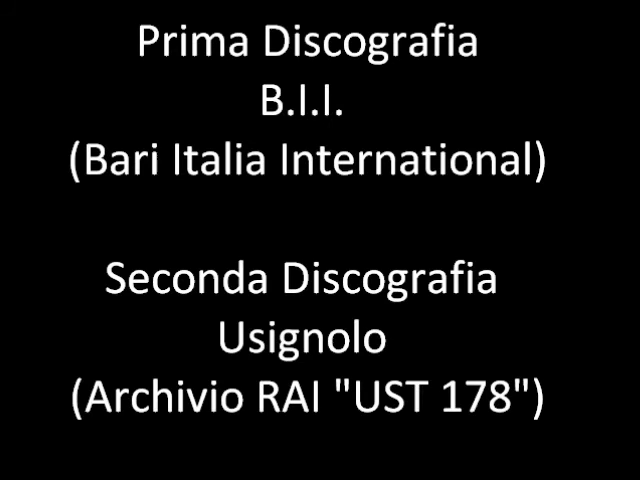 Prima Discografia
B.I.I.
(Bari Italia International)
Seconda Discografia
Usignolo
(Archivio RAI "UST 178")